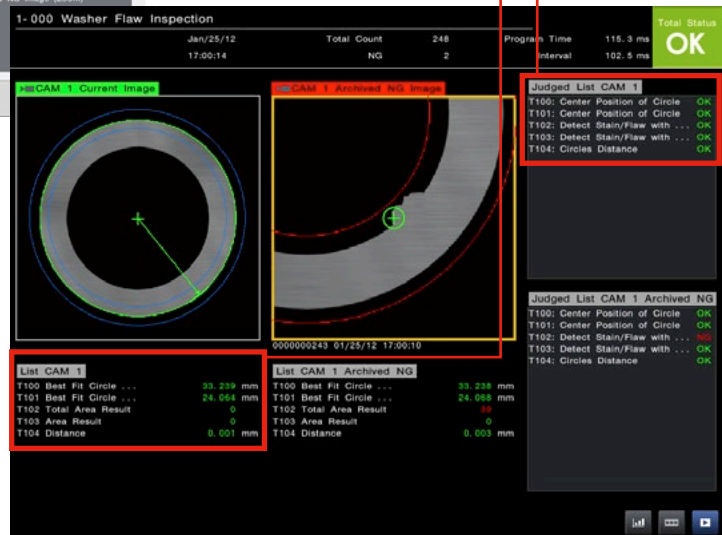 1- 000 Washer Flaw Inspection
Jan/25/12 Total Count 248 Program Time 115.3 ms
17:00:14 NG 2 Interval 102.5 ms
Total Status
OK
CAM 1 Current Image
CAM 1 Archived NG Image
0000000243 01/25/12 17:00:10
Judged List CAM 1
T100: Center Position of Circle OK
T101: Center Position of Circle OK
T102: Detect Stain/Flaw with ... OK
T103: Detect Stain/Flaw with ... OK
T104: Circles Distance OK
Judged List CAM 1 Archived NG
T100: Center Position of Circle OK
T101: Center Position of Circle OK
T102: Detect Stain/Flaw with ... NG
T103: Detect Stain/Flaw with ... OK
T104: Circles Distance OK
List CAM 1
T100 Best Fit Circle ... 33.239 mm
T101 Best Fit Circle ... 24.064 mm
T102 Total Area Result 0
T103 Area Result 0
T104 Distance 0.001 mm
List CAM 1 Archived NG
T100 Best Fit Circle ... 33.238 mm
T101 Best Fit Circle ... 24.068 mm
T102 Total Area Result 39
T103 Area Result 0
T104 Distance 0.003 mm